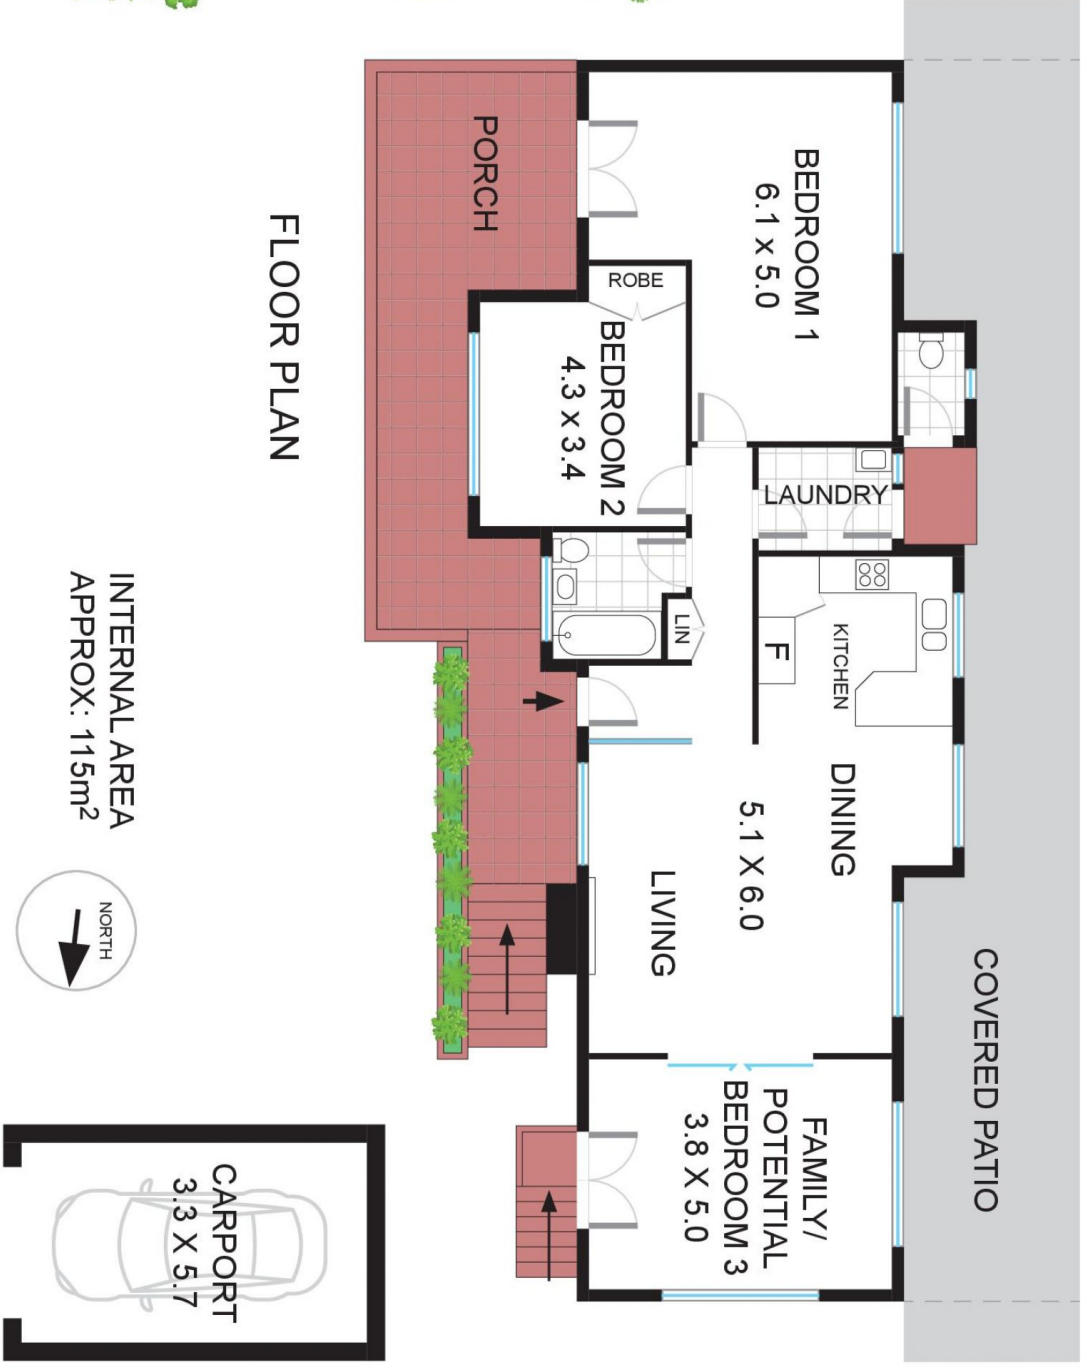 COVERED PATIO
BEDROOM 1
6.1 x 5.0
LAUNDRY
KITCHEN
F
DINING
5.1 X 6.0
LIVING
FAMILY/
POTENTIAL
BEDROOM 3
3.8 X 5.0
ROBE
BEDROOM 2
4.3 x 3.4
LIN
PORCH
FLOOR PLAN
INTERNAL AREA
APPROX: 115m²
NORTH
CARPORT
3.3 X 5.7